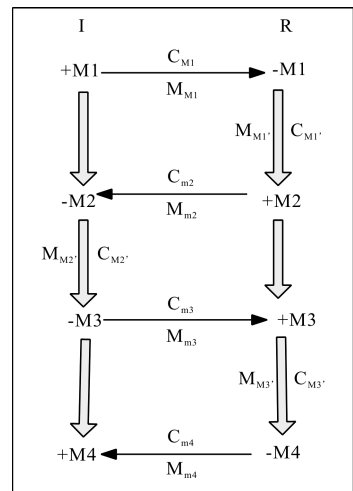 I R
C_M1
+M1 -M1
M_M1
M_M1' C_M1'
C_m2
-M2 +M2
M_m2
M_M2' C_M2'
C_m3
-M3 +M3
M_m3
M_M3' C_M3'
C_m4
+M4 -M4
M_m4